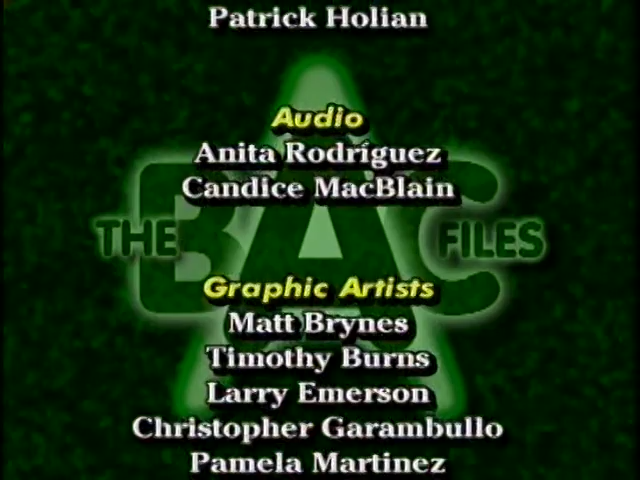 Patrick Holian
Audio
Anita Rodríguez
Candice MacBlain
THE BAC FILES
Graphic Artists
Matt Brynes
Timothy Burns
Larry Emerson
Christopher Garambullo
Pamela Martinez